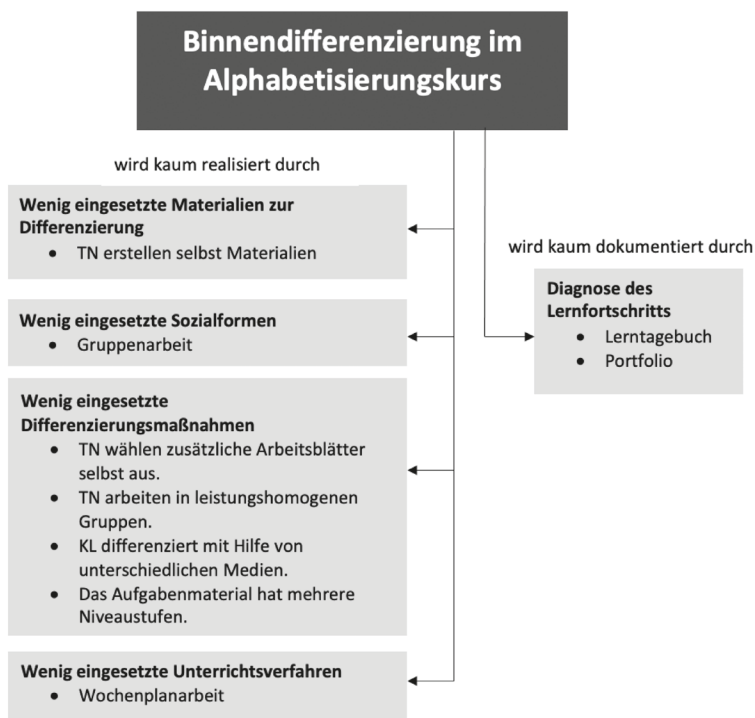 Binnendifferenzierung im
Alphabetisierungskurs
wird kaum realisiert durch
Wenig eingesetzte Materialien zur
Differenzierung
• TN erstellen selbst Materialien
Wenig eingesetzte Sozialformen
• Gruppenarbeit
Wenig eingesetzte
Differenzierungsmaßnahmen
• TN wählen zusätzliche Arbeitsblätter
selbst aus.
• TN arbeiten in leistungshomogenen
Gruppen.
• KL differenziert mit Hilfe von
unterschiedlichen Medien.
• Das Aufgabenmaterial hat mehrere
Niveaustufen.
Wenig eingesetzte Unterrichtsverfahren
• Wochenplanarbeit
wird kaum dokumentiert durch
Diagnose des
Lernfortschritts
• Lerntagebuch
• Portfolio